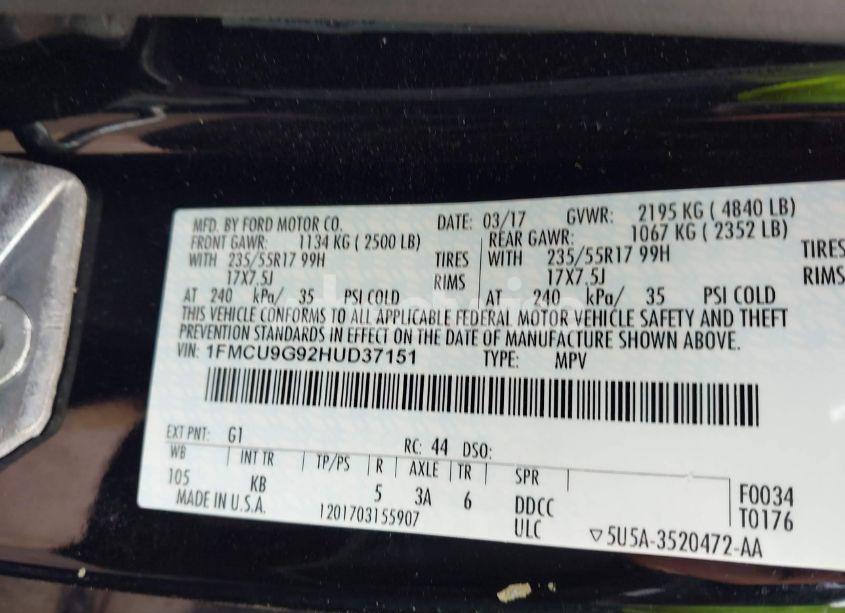 MFD. BY FORD MOTOR CO. DATE: 03/17 GVWR: 2195 KG ( 4840 LB)
FRONT GAWR: 1134 KG ( 2500 LB) REAR GAWR: 1067 KG ( 2352 LB)
WITH 235/55R17 99H TIRES WITH 235/55R17 99H TIRES
17X7.5J RIMS 17X7.5J RIMS
AT 240 kPa/ 35 PSI COLD AT 240 kPa/ 35 PSI COLD
THIS VEHICLE CONFORMS TO ALL APPLICABLE FEDERAL MOTOR VEHICLE SAFETY AND THEFT
PREVENTION STANDARDS IN EFFECT ON THE DATE OF MANUFACTURE SHOWN ABOVE.
VIN: 1FMCU9G92HUD37151 TYPE: MPV
EXT PNT: G1 RC: 44 DSO:
WB INT TR TP/PS R AXLE TR SPR
105 KB 5 3A 6 DDCC F0034
MADE IN U.S.A. 1201703155907 ULC T0176
▽5U5A-3520472-AA